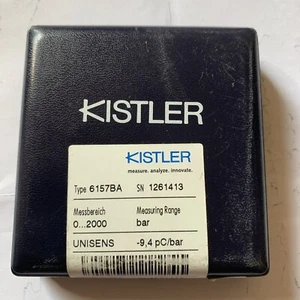 KISTLER
KISTLER
measure. analyze. innovate.
Type 6157BA SN 1261413
Messbereich Measuring Range
0...2000 bar
UNISENS -9,4 pC/bar